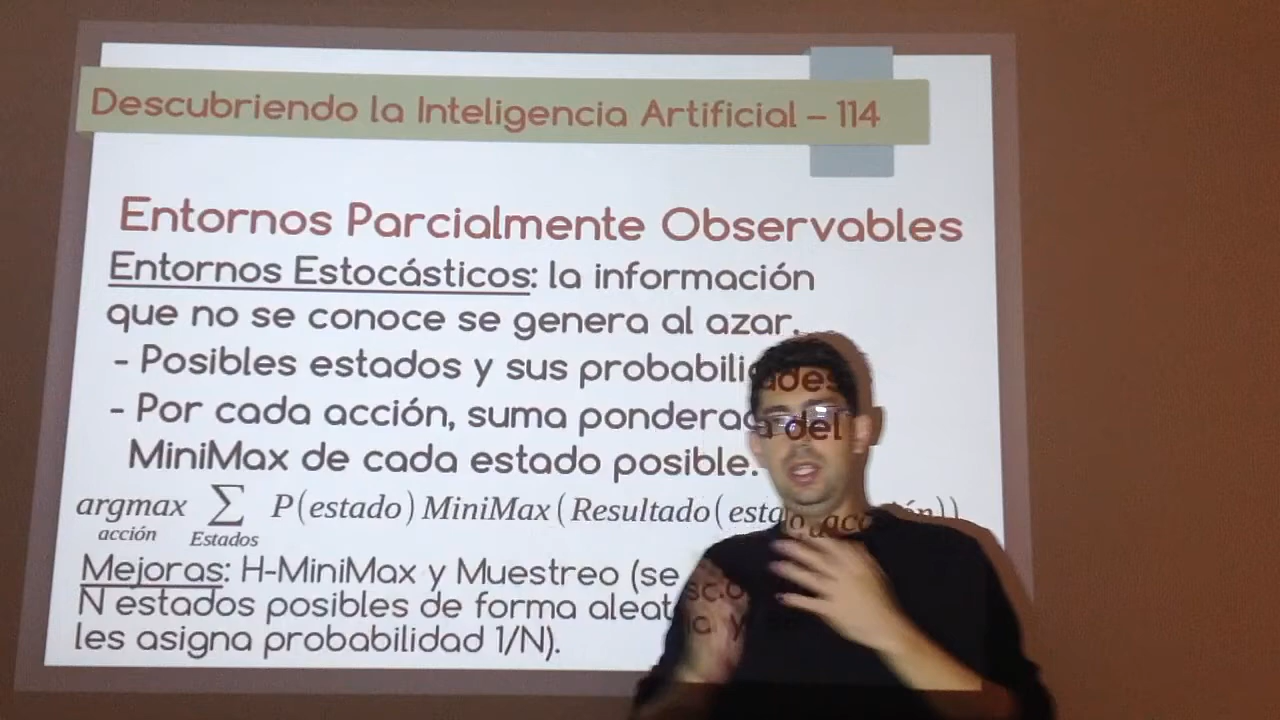 Descubriendo la Inteligencia Artificial – 114
Entornos Parcialmente Observables
Entornos Estocásticos: la información
que no se conoce se genera al azar.
- Posibles estados y sus probabilidades
- Por cada acción, suma ponderada del
MiniMax de cada estado posible.
argmax ∑ P(estado) MiniMax(Resultado(estado, acción))
acción Estados
Mejoras: H-MiniMax y Muestreo (se
N estados posibles de forma
les asigna probabilidad 1/N).